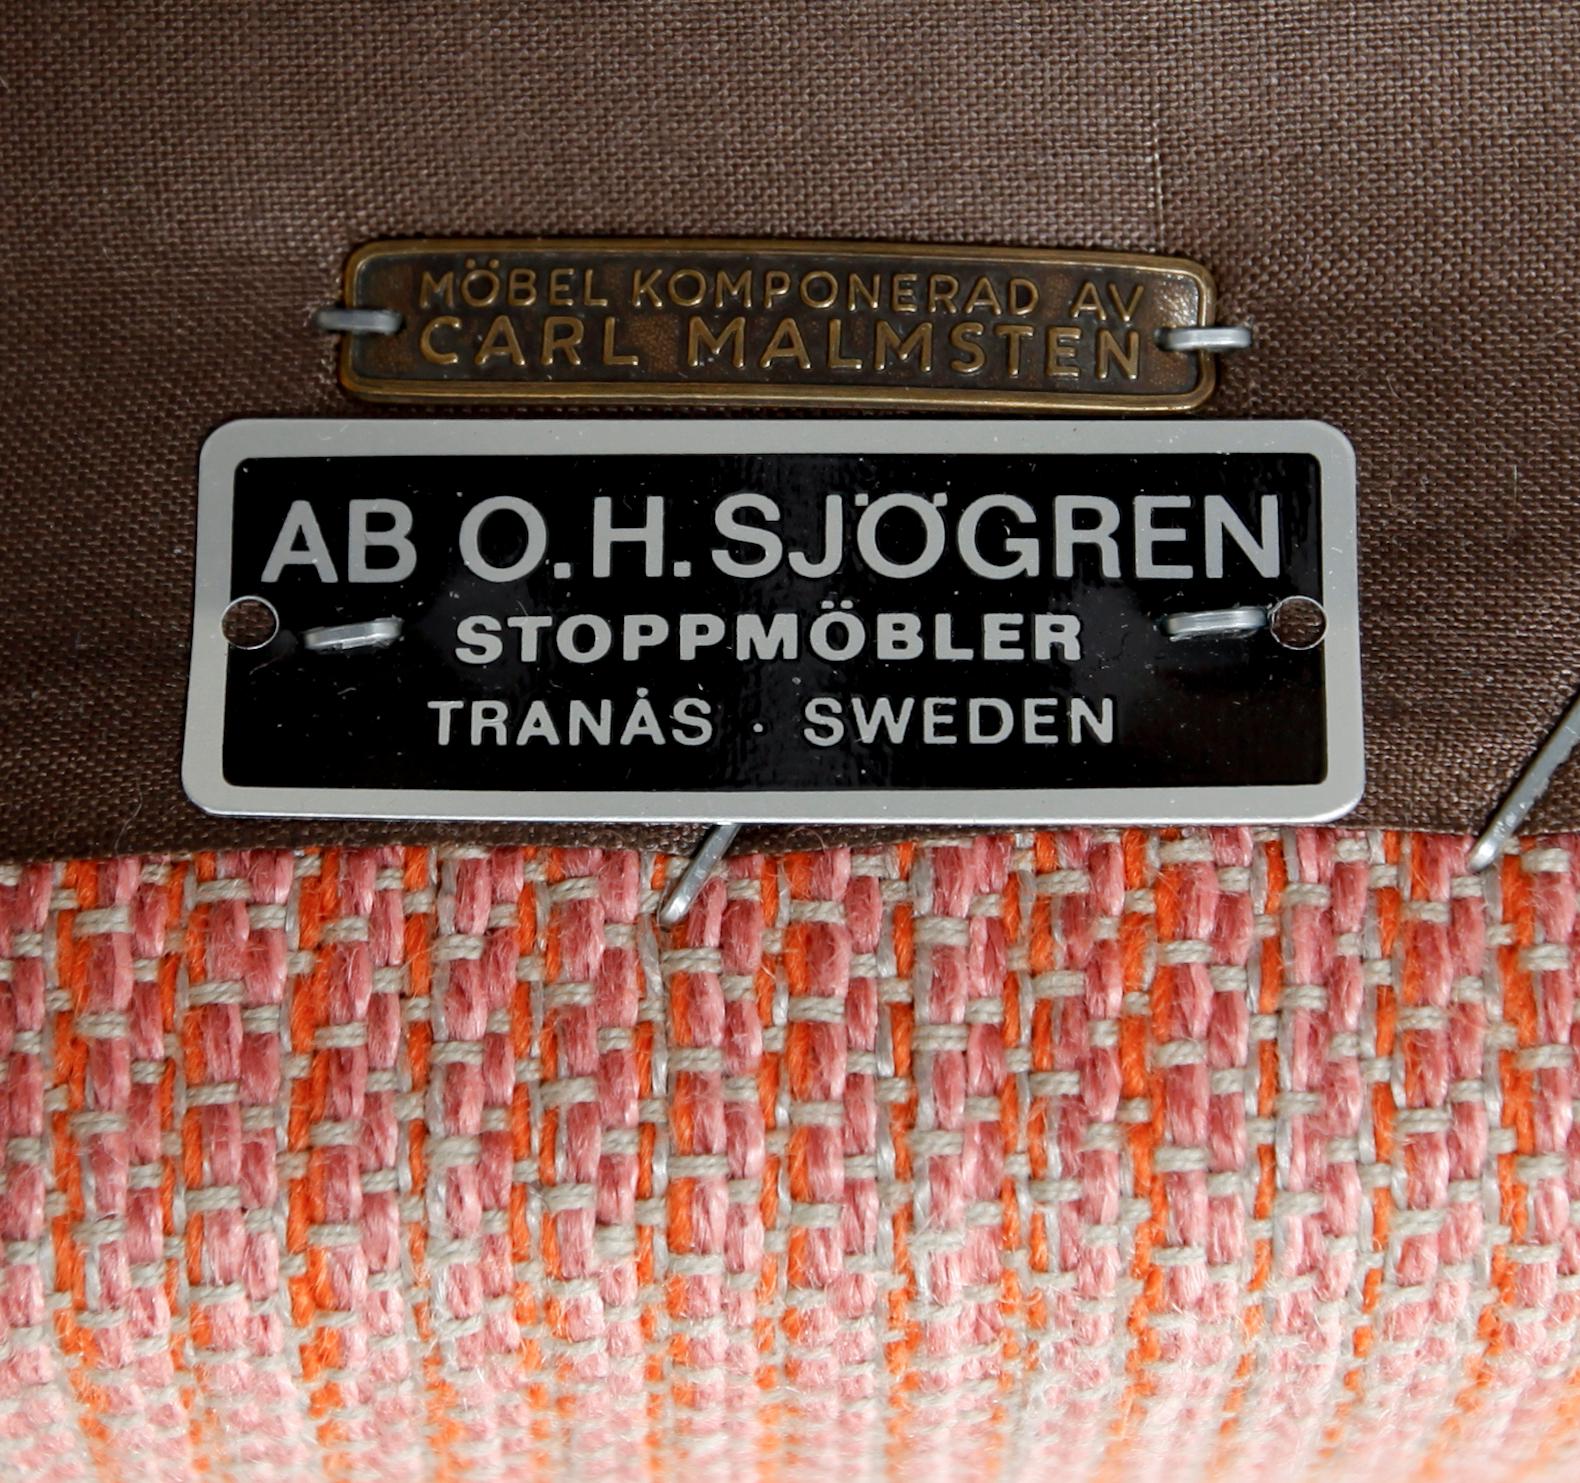 MÖBEL KOMPONERAD AV
CARL MALMSTEN
AB O.H. SJÖGREN
STOPPMÖBLER
TRANÅS · SWEDEN